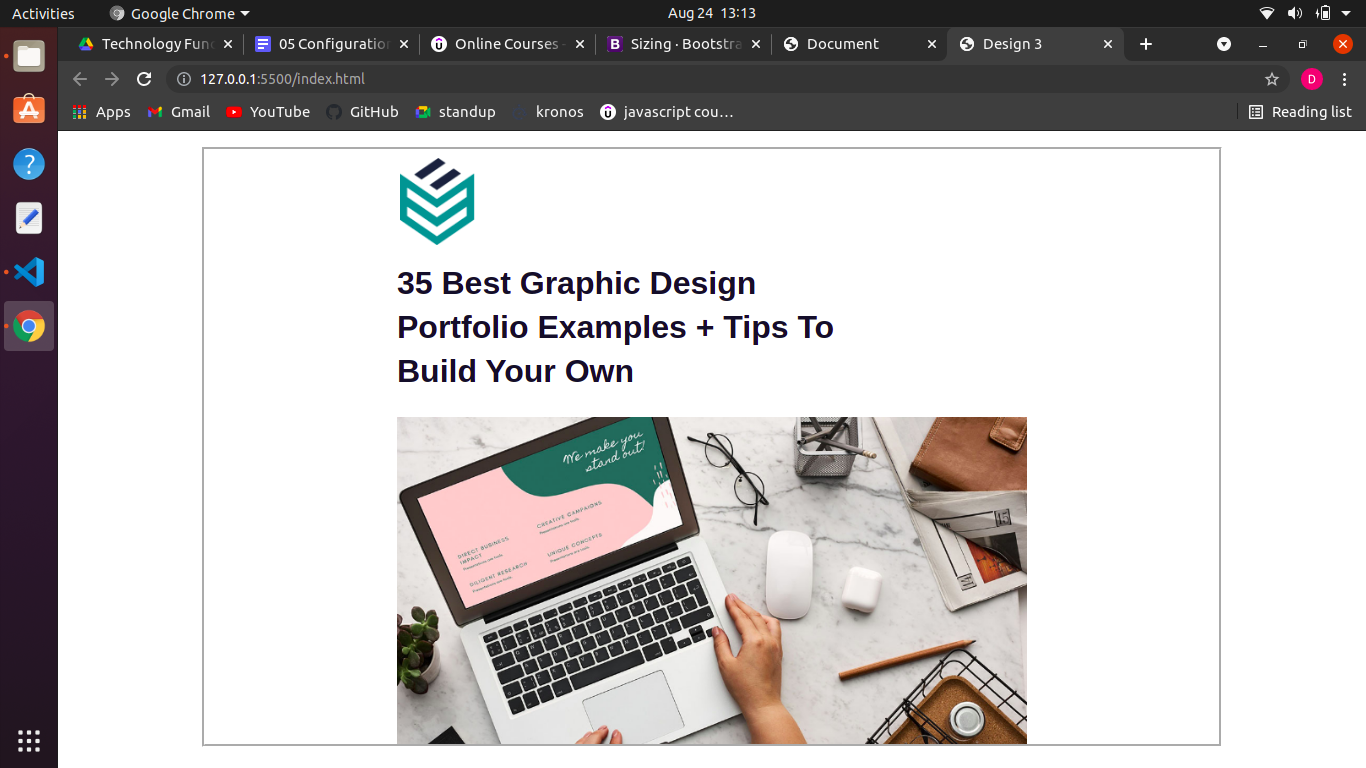 Activities
Google Chrome
Aug 24 13:13
Technology Fun
05 Configuration
Online Courses -
Sizing · Bootstra
Document
Design 3
127.0.0.1:5500/index.html
D
Apps
Gmail
YouTube
GitHub
standup
kronos
javascript cou…
Reading list
35 Best Graphic Design
Portfolio Examples + Tips To
Build Your Own
We make you
stand out!
CREATIVE CAMPAIGNS
DIRECT BUSINESS
IMPACT
UNIQUE CONCEPTS
DILIGENT RESEARCH
15